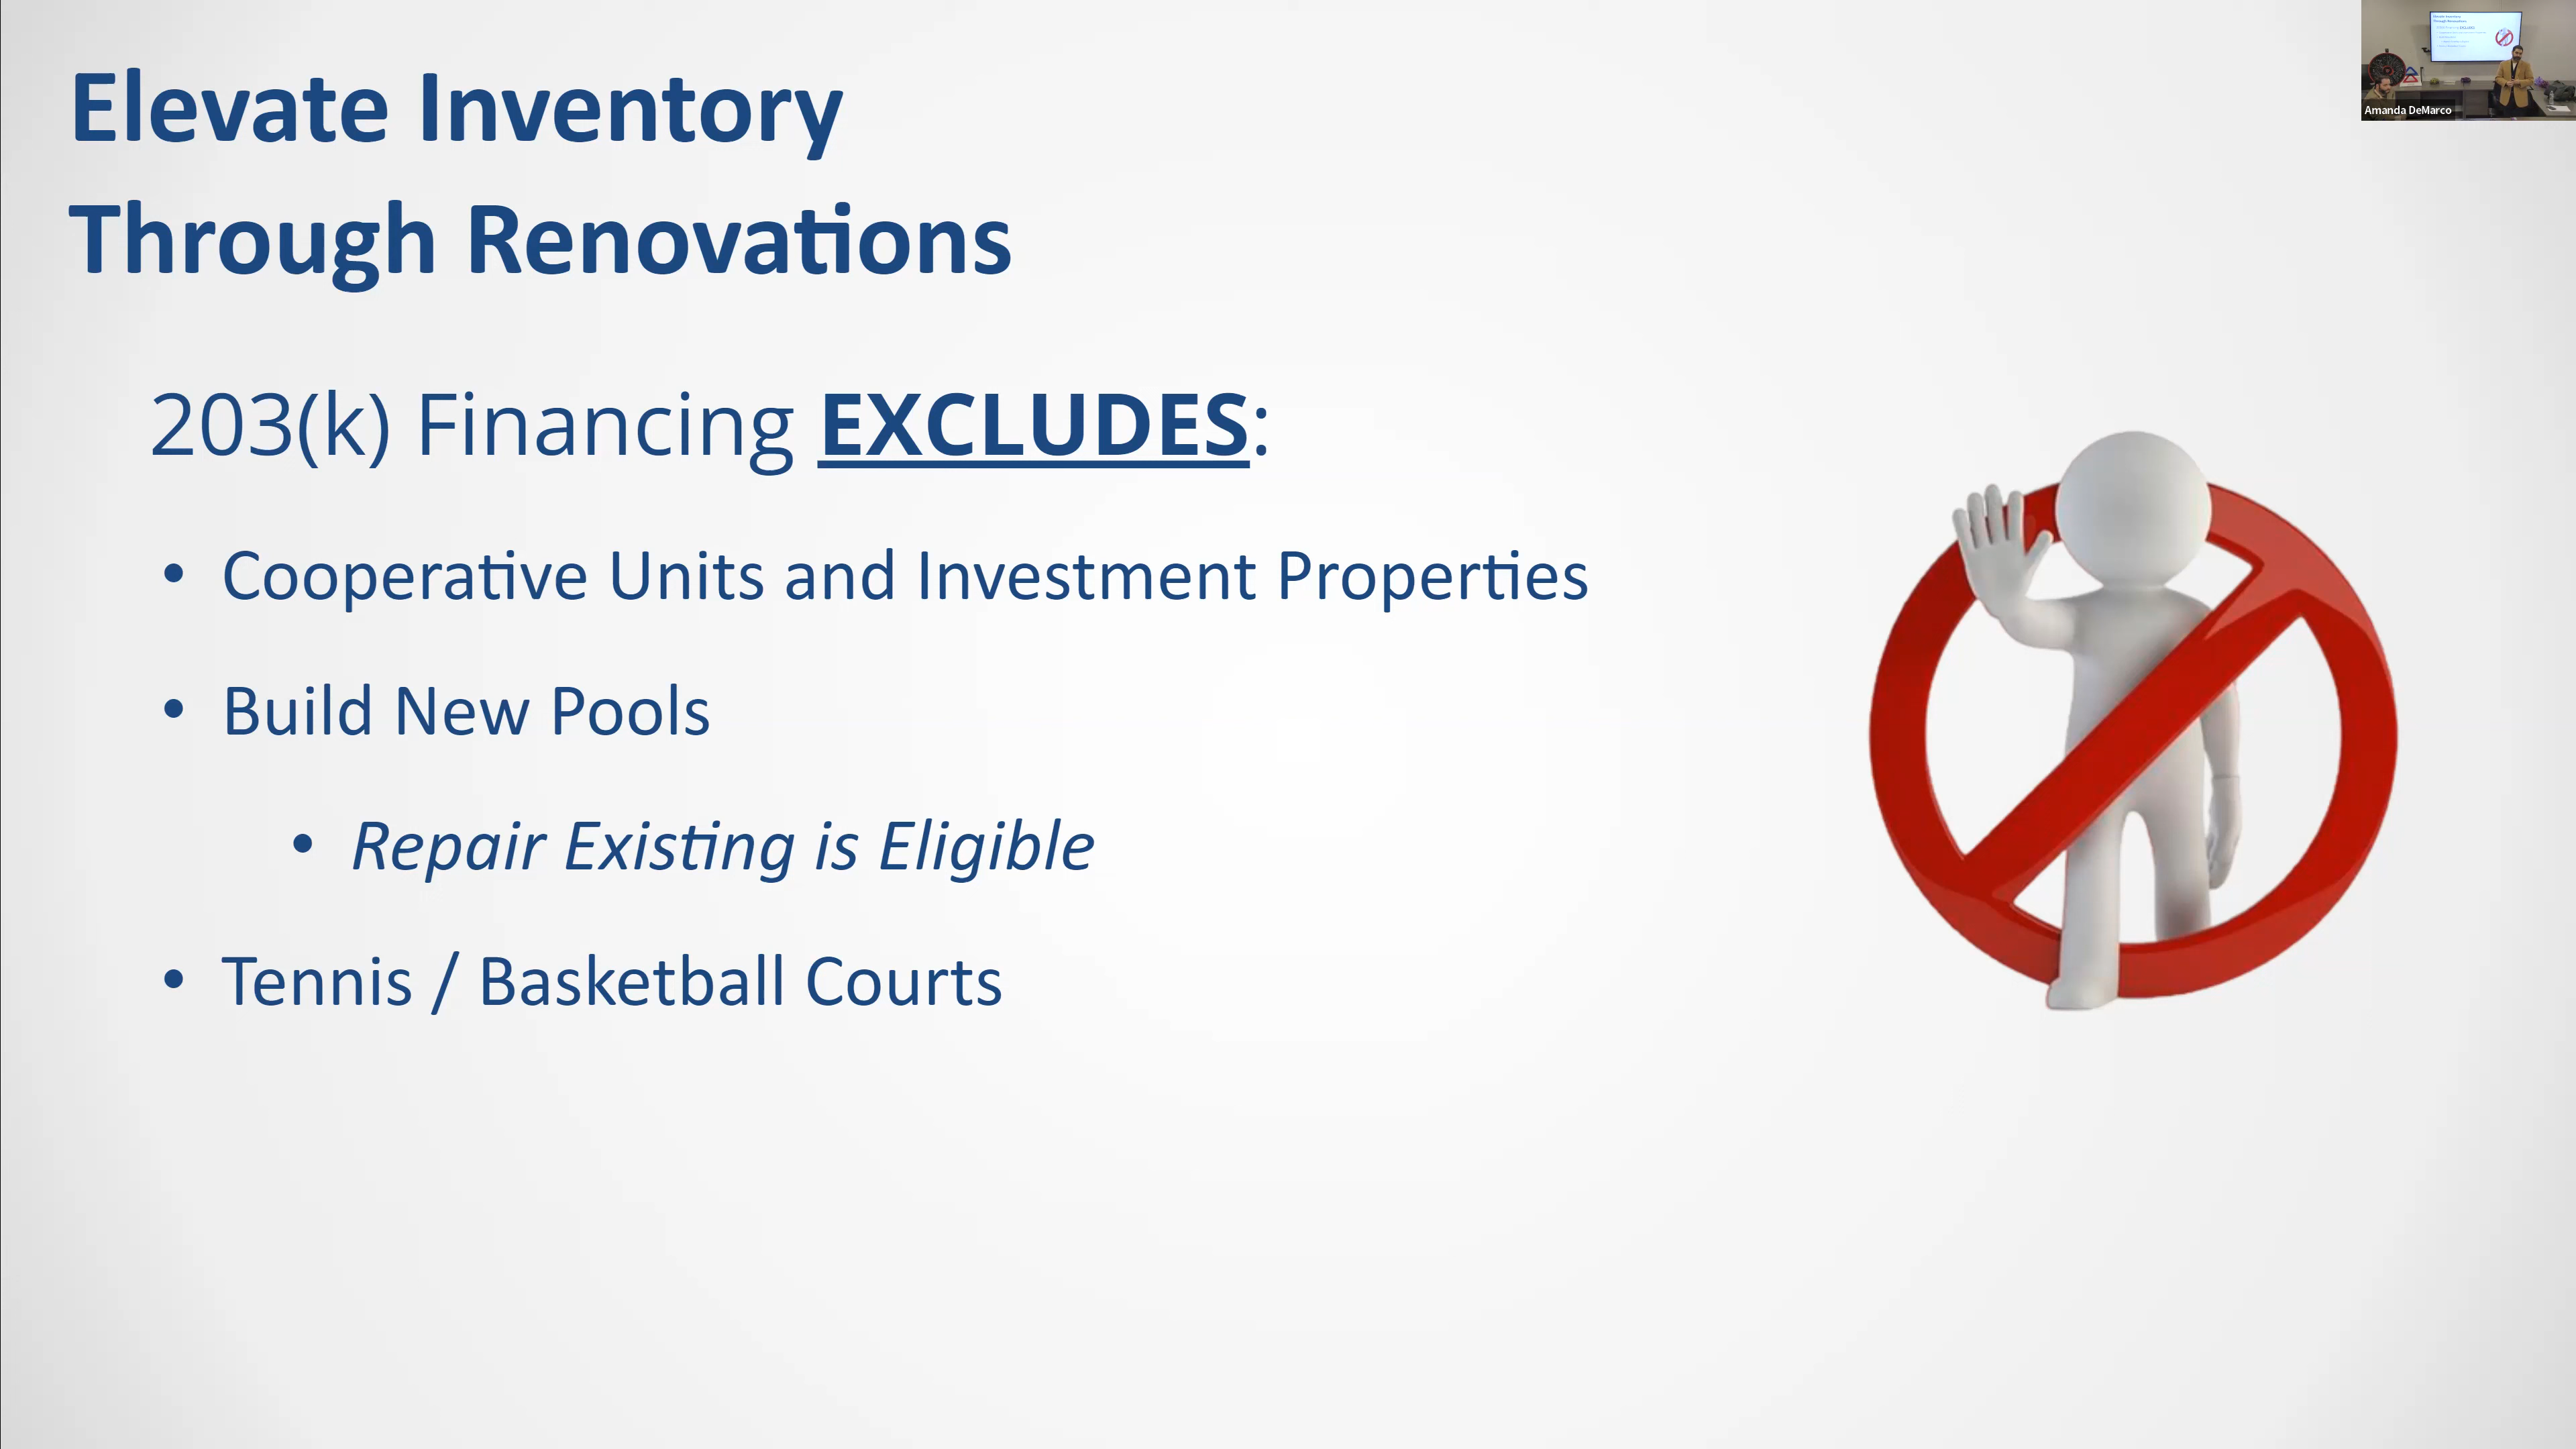 Elevate Inventory
Through Renovations
203(k) Financing EXCLUDES:
• Cooperative Units and Investment Properties
• Build New Pools
• Repair Existing is Eligible
• Tennis / Basketball Courts
Amanda DeMarco